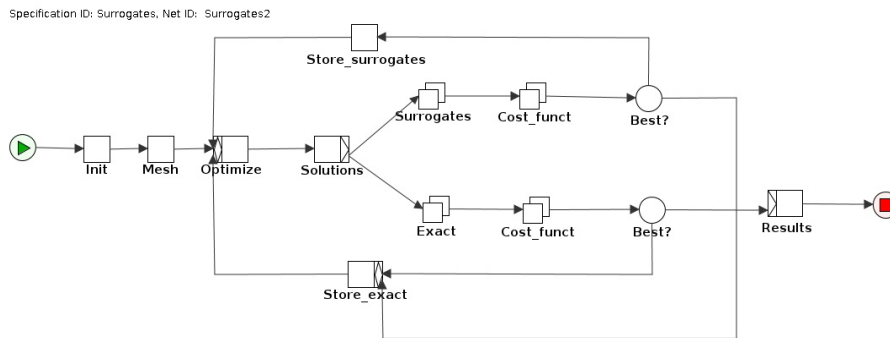 Specification ID: Surrogates, Net ID: Surrogates2
Store_surrogates
Surrogates
Cost_funct
Best?
Init
Mesh
Optimize
Solutions
Exact
Cost_funct
Best?
Results
Store_exact